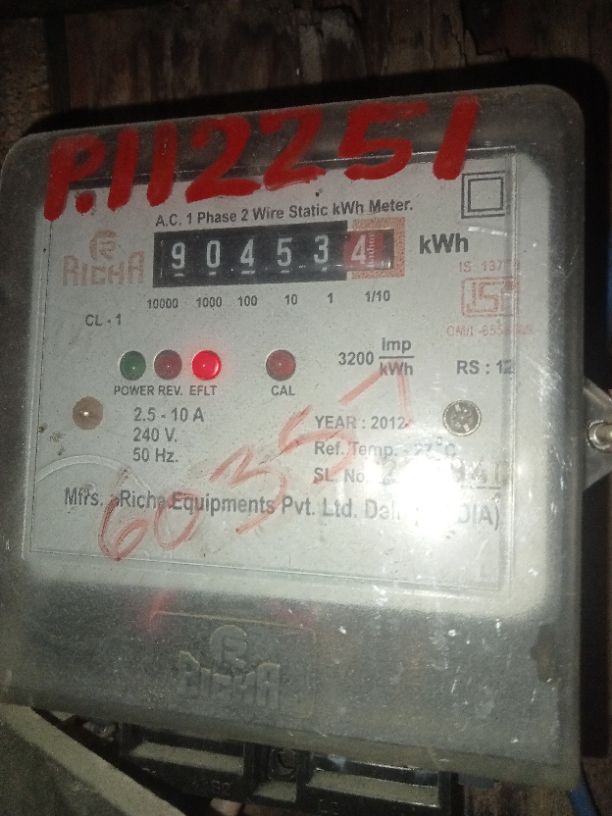 P.112251
A.C. 1 Phase 2 Wire Static kWh Meter.
RICHA
904534 kWh
10000 1000 100 10 1 1/10
CL - 1
3200 Imp/kWh
RS : 12
POWER REV. EFLT CAL
2.5 - 10 A
240 V.
50 Hz.
YEAR : 2012
Ref. Temp. 27°C
SL. No.
Mfrs. : Richa Equipments Pvt. Ltd.
60357
RICHA